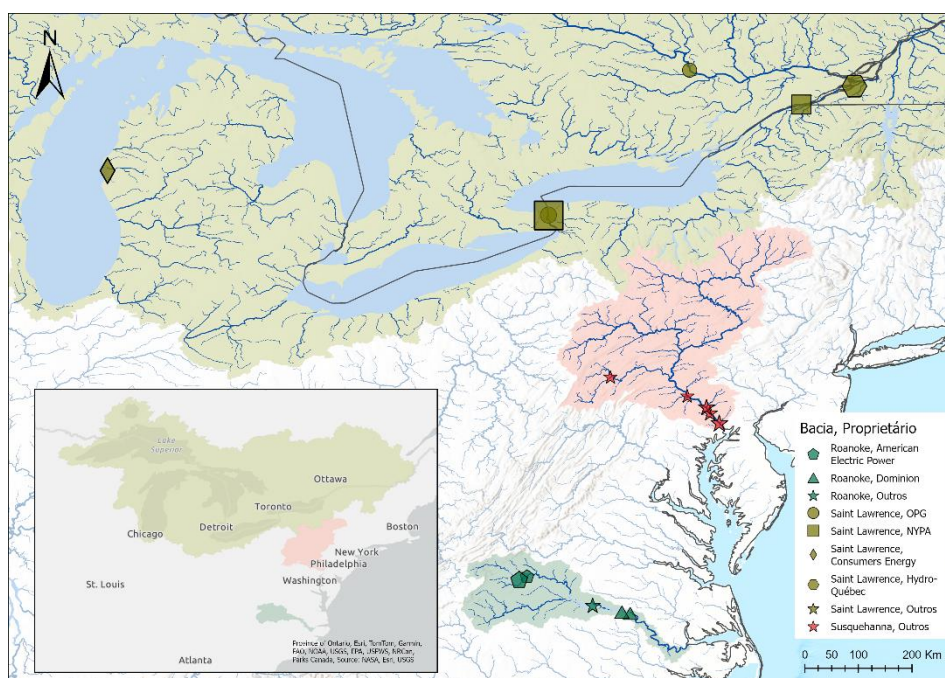 N
Lake
Superior
Ottawa
Toronto
Chicago
Detroit
Boston
New York
Philadelphia
Washington
St. Louis
Atlanta
Province of Ontario, Esri, TomTom, Garmin,
FAO, NOAA, USGS, EPA, USFWS, NRCan,
Parks Canada, Source: NASA, Esri, USGS
Bacia, Proprietário
Roanoke, American
Electric Power
Roanoke, Dominion
Roanoke, Outros
Saint Lawrence, OPG
Saint Lawrence, NYPA
Saint Lawrence,
Consumers Energy
Saint Lawrence, Hydro-
Québec
Saint Lawrence, Outros
Susquehanna, Outros
0 50 100 200 Km